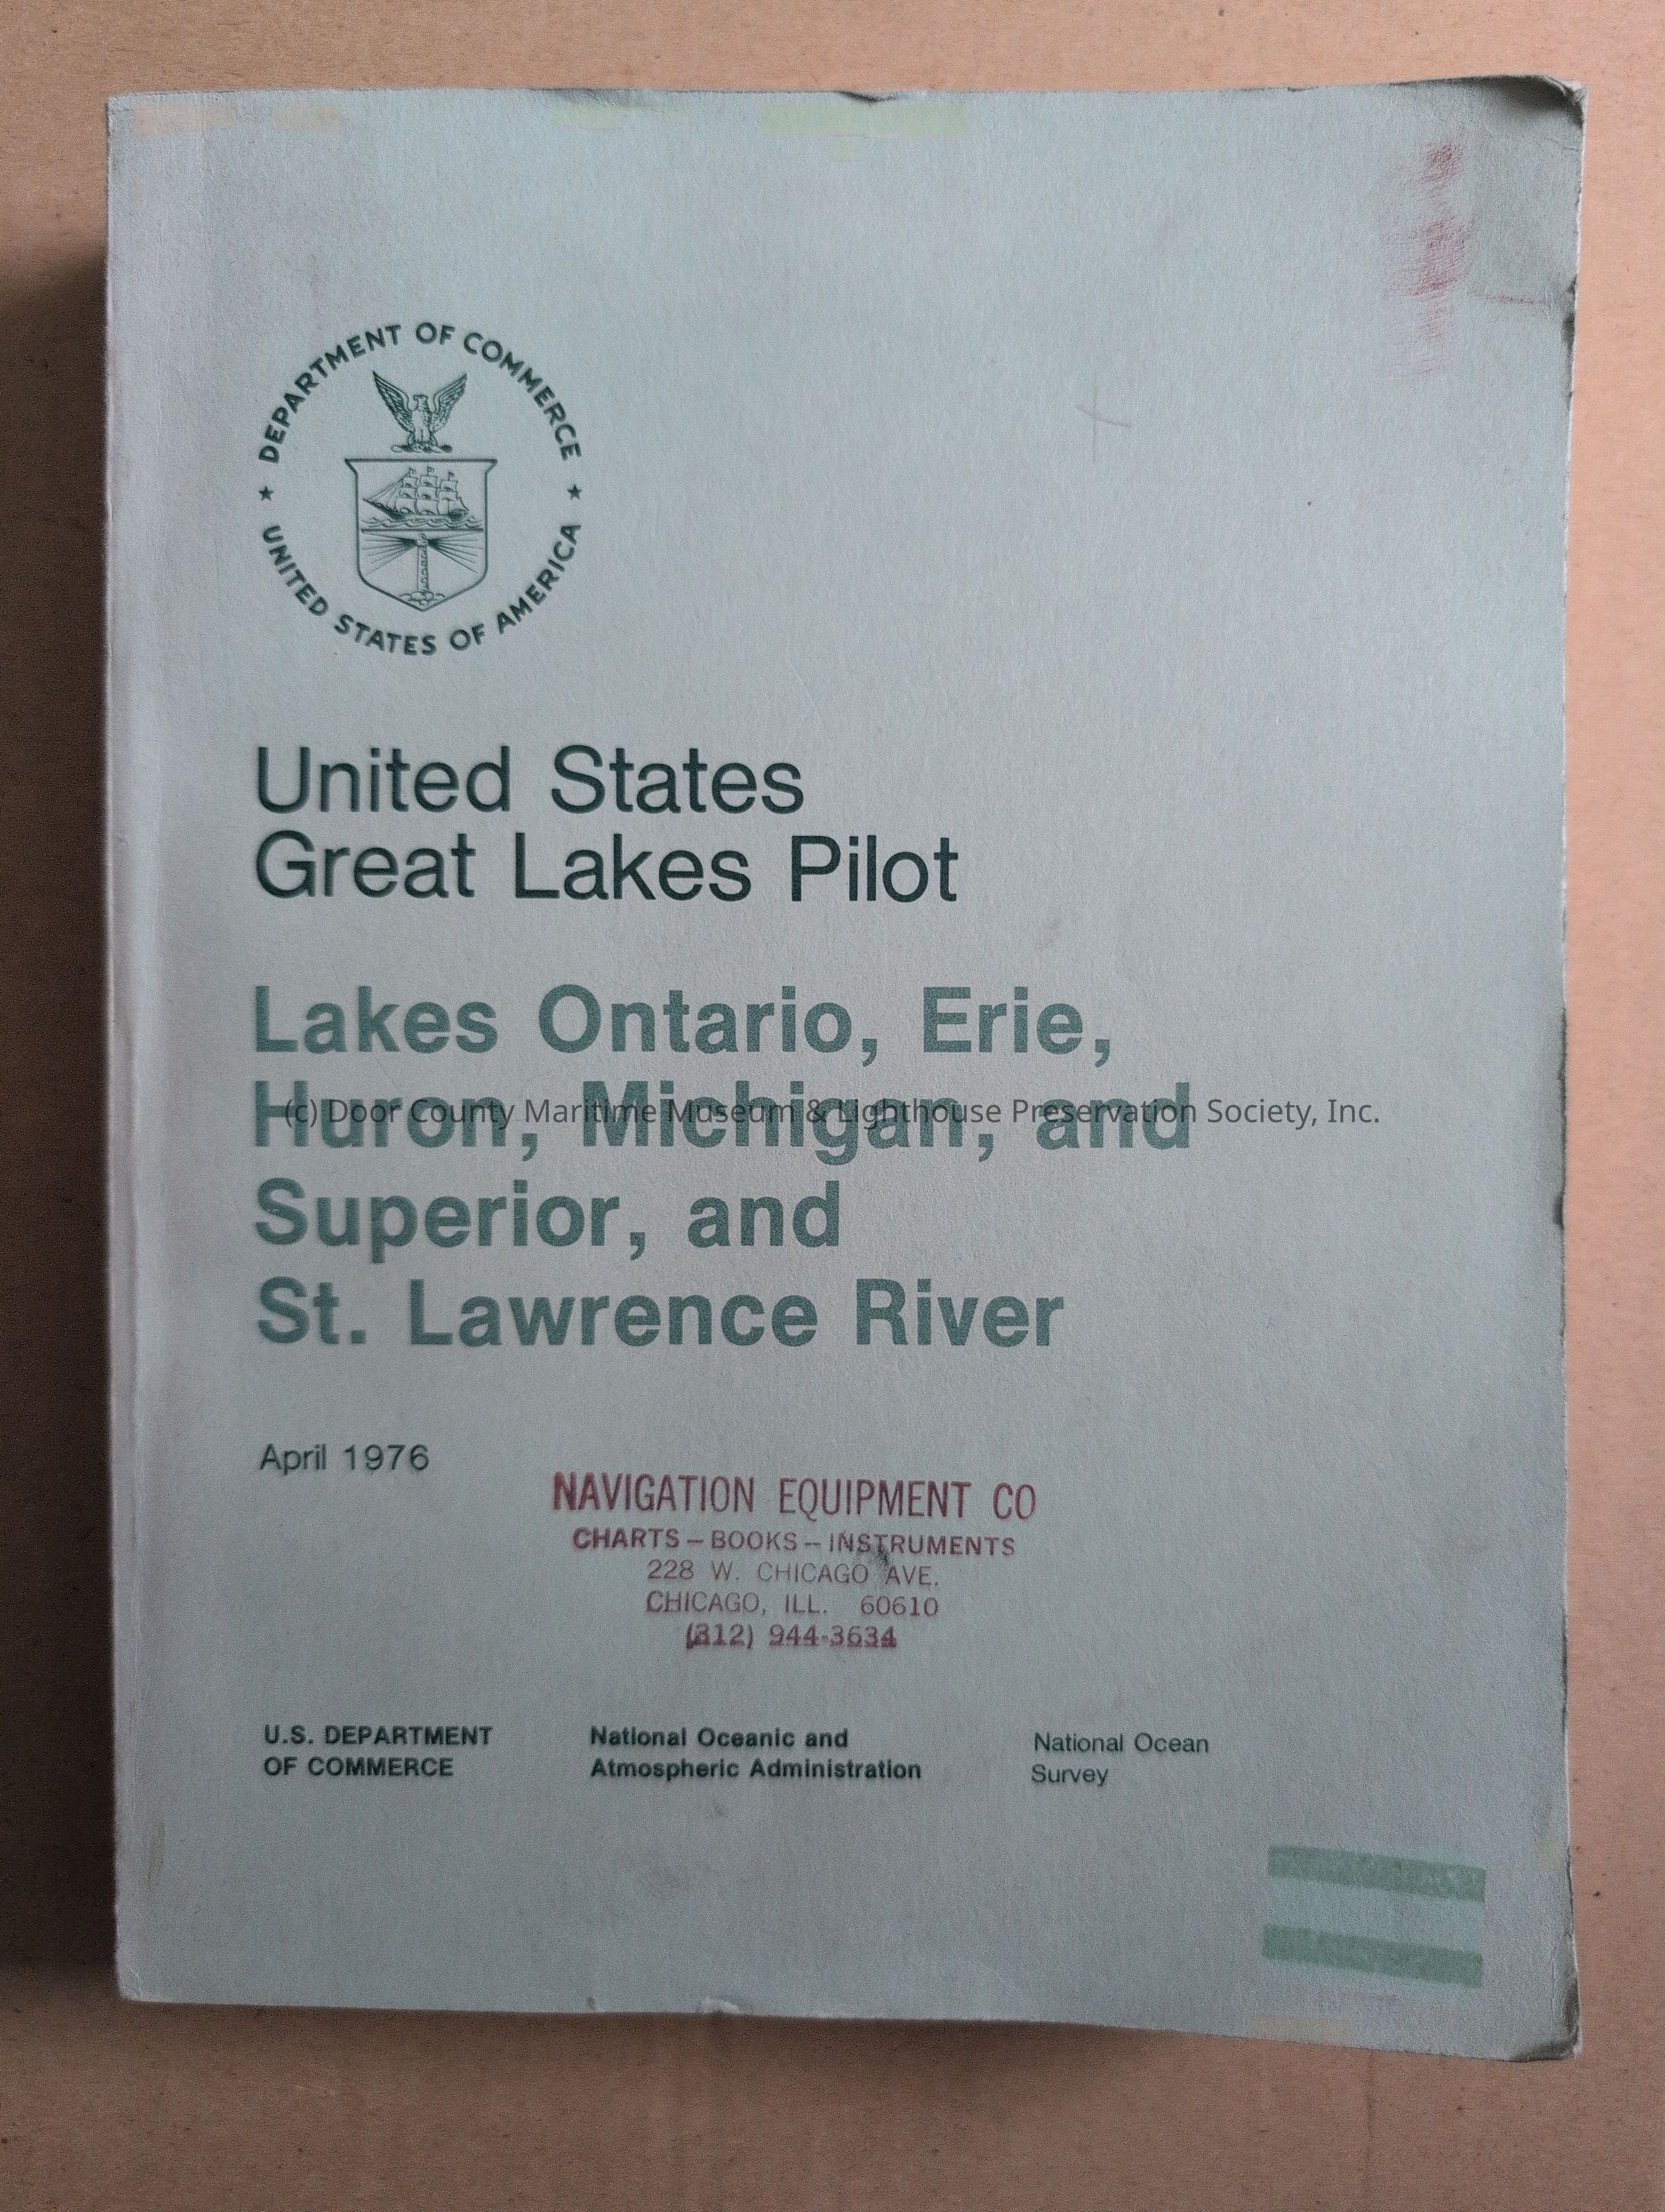 DEPARTMENT OF COMMERCE
UNITED STATES OF AMERICA
United States
Great Lakes Pilot
Lakes Ontario, Erie,
Huron, Michigan, and
(c) Door County Maritime Museum & Lighthouse Preservation Society, Inc.
Superior, and
St. Lawrence River
April 1976
NAVIGATION EQUIPMENT CO
CHARTS – BOOKS – INSTRUMENTS
228 W. CHICAGO AVE.
CHICAGO, ILL. 60610
(312) 944-3634
U.S. DEPARTMENT
OF COMMERCE
National Oceanic and
Atmospheric Administration
National Ocean
Survey